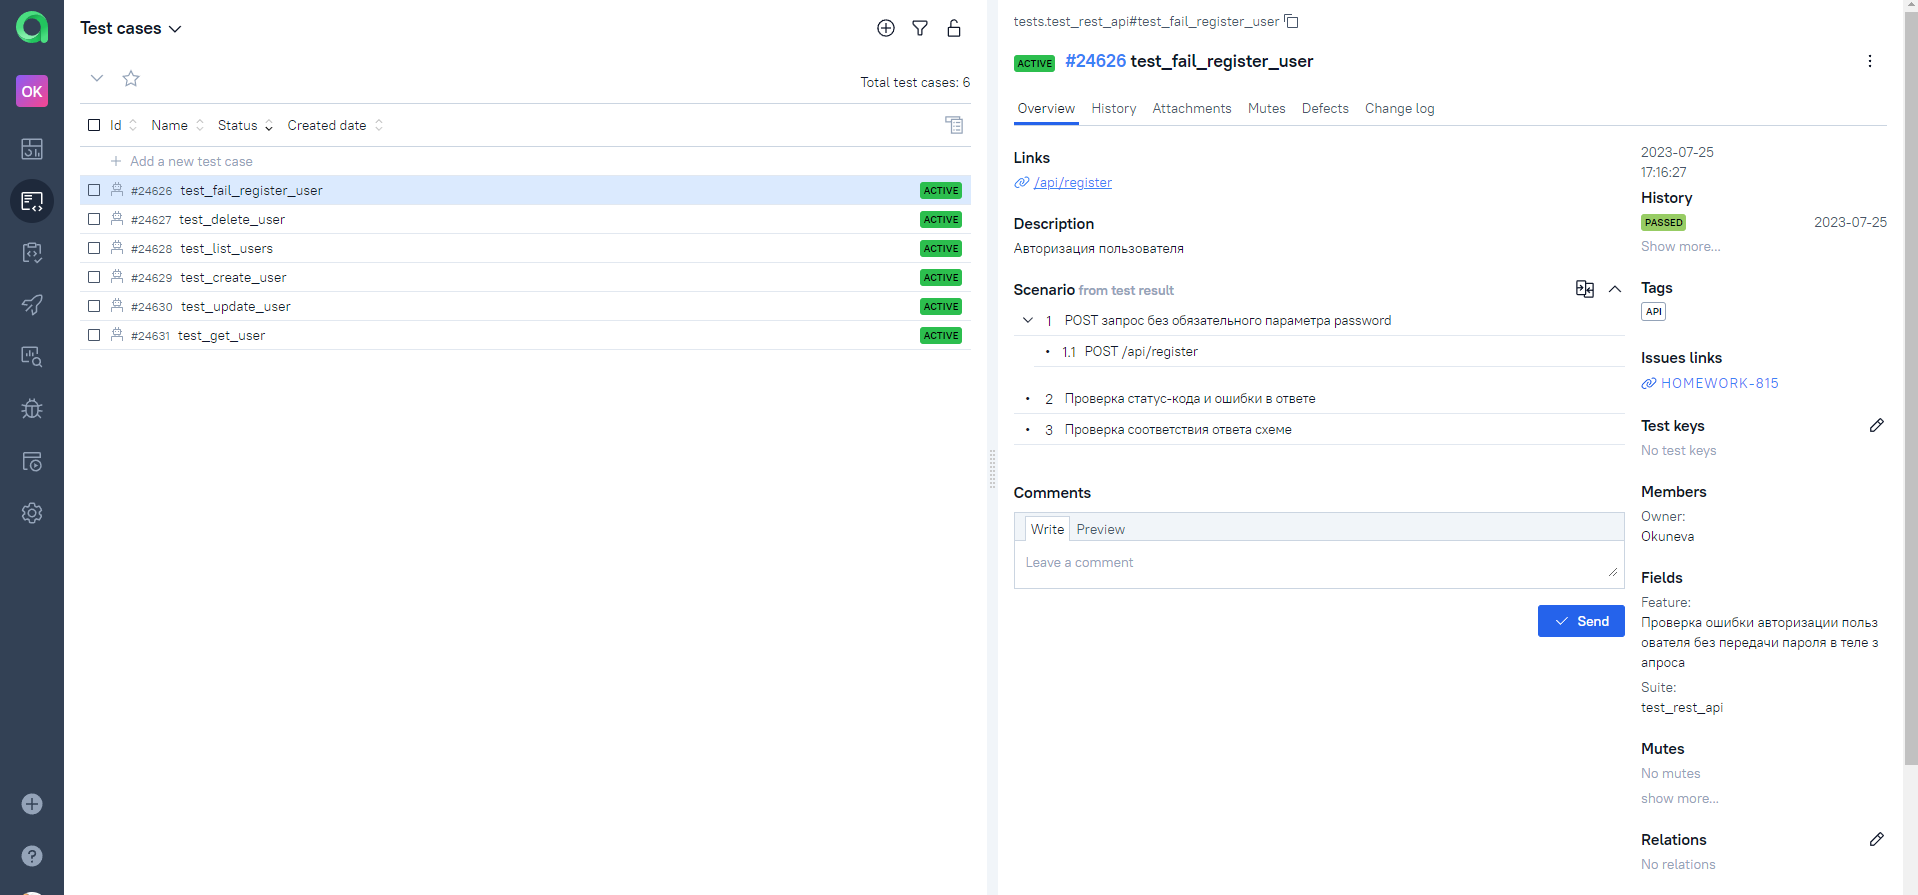 OK
Test cases
Total test cases: 6
Id Name Status Created date
Add a new test case
#24626 test_fail_register_user ACTIVE
#24627 test_delete_user ACTIVE
#24628 test_list_users ACTIVE
#24629 test_create_user ACTIVE
#24630 test_update_user ACTIVE
#24631 test_get_user ACTIVE
tests.test_rest_api#test_fail_register_user
ACTIVE #24626 test_fail_register_user
Overview History Attachments Mutes Defects Change log
Links
/api/register
Description
Авторизация пользователя
Scenario from test result
1 POST запрос без обязательного параметра password
1.1 POST /api/register
2 Проверка статус-кода и ошибки в ответе
3 Проверка соответствия ответа схеме
Comments
Write Preview
Leave a comment
Send
2023-07-25
17:16:27
History
PASSED 2023-07-25
Show more...
Tags
API
Issues links
HOMEWORK-815
Test keys
No test keys
Members
Owner:
Okuneva
Fields
Feature:
Проверка ошибки авторизации польз
ователя без передачи пароля в теле з
апроса
Suite:
test_rest_api
Mutes
No mutes
show more...
Relations
No relations